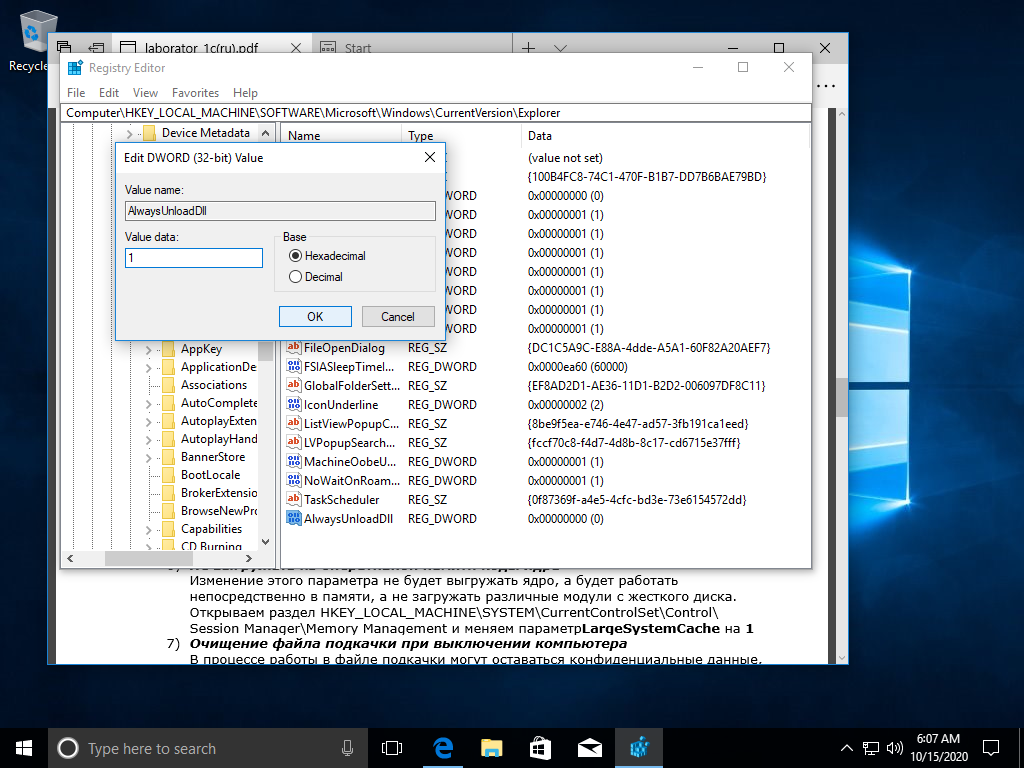 Recycle
laborator_1c(ru).pdf
Start
Registry Editor
File Edit View Favorites Help
Computer\HKEY_LOCAL_MACHINE\SOFTWARE\Microsoft\Windows\CurrentVersion\Explorer
Device Metadata
Name Type Data
Edit DWORD (32-bit) Value
Value name:
AlwaysUnloadDll
Value data:
1
Base
Hexadecimal
Decimal
OK Cancel
(value not set)
{100B4FC8-74C1-470F-B1B7-DD7B6BAE79BD}
WORD 0x00000000 (0)
WORD 0x00000001 (1)
WORD 0x00000001 (1)
WORD 0x00000001 (1)
WORD 0x00000001 (1)
WORD 0x00000001 (1)
WORD 0x00000001 (1)
WORD 0x00000001 (1)
AppKey
ApplicationDe
Associations
AutoComplete
AutoplayExten
AutoplayHand
BannerStore
BootLocale
BrokerExtensio
BrowseNewPro
Capabilities
CD Burning
FileOpenDialog REG_SZ {DC1C5A9C-E88A-4dde-A5A1-60F82A20AEF7}
FSIASleepTimeI... REG_DWORD 0x0000ea60 (60000)
GlobalFolderSett... REG_SZ {EF8AD2D1-AE36-11D1-B2D2-006097DF8C11}
IconUnderline REG_DWORD 0x00000002 (2)
ListViewPopupC... REG_SZ {8be9f5ea-e746-4e47-ad57-3fb191ca1eed}
LVPopupSearch... REG_SZ {fccf70c8-f4d7-4d8b-8c17-cd6715e37fff}
MachineOobeU... REG_DWORD 0x00000001 (1)
NoWaitOnRoam... REG_DWORD 0x00000001 (1)
TaskScheduler REG_SZ {0f87369f-a4e5-4cfc-bd3e-73e6154572dd}
AlwaysUnloadDll REG_DWORD 0x00000000 (0)
Изменение этого параметра не будет выгружать ядро, а будет работать
непосредственно в памяти, а не загружать различные модули с жесткого диска.
Открываем раздел HKEY_LOCAL_MACHINE\SYSTEM\CurrentControlSet\Control\
Session Manager\Memory Management и меняем параметрLargeSystemCache на 1
7) Очищение файла подкачки при выключении компьютера
В процессе работы в файле подкачки могут оставаться конфиденциальные данные,
Type here to search
6:07 AM
10/15/2020